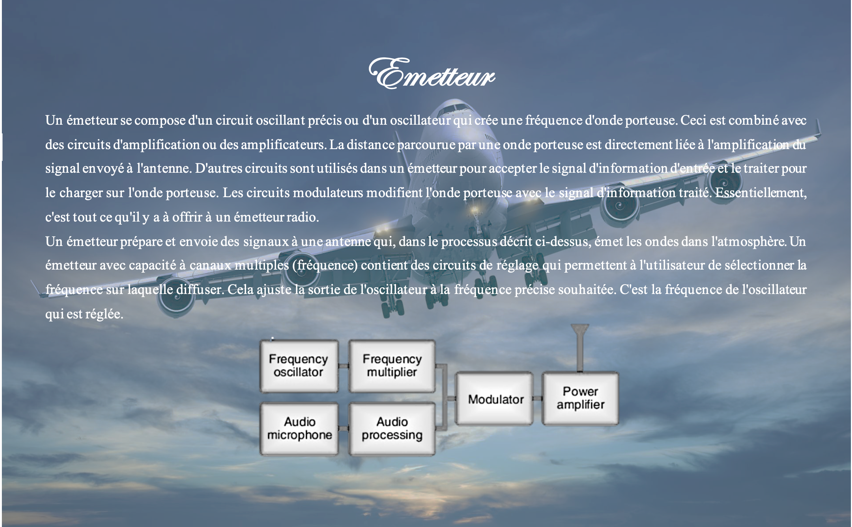 Emetteur
Un émetteur se compose d'un circuit oscillant précis ou d'un oscillateur qui crée une fréquence d'onde porteuse. Ceci est combiné avec
des circuits d'amplification ou des amplificateurs. La distance parcourue par une onde porteuse est directement liée à l'amplification du
signal envoyé à l'antenne. D'autres circuits sont utilisés dans un émetteur pour accepter le signal d'information d'entrée et le traiter pour
le charger sur l'onde porteuse. Les circuits modulateurs modifient l'onde porteuse avec le signal d'information traité. Essentiellement,
c'est tout ce qu'il y a à offrir à un émetteur radio.
Un émetteur prépare et envoie des signaux à une antenne qui, dans le processus décrit ci-dessus, émet les ondes dans l'atmosphère. Un
émetteur avec capacité à canaux multiples (fréquence) contient des circuits de réglage qui permettent à l'utilisateur de sélectionner la
fréquence sur laquelle diffuser. Cela ajuste la sortie de l'oscillateur à la fréquence précise souhaitée. C'est la fréquence de l'oscillateur
qui est réglée.
Frequency
oscillator
Frequency
multiplier
Audio
microphone
Audio
processing
Modulator
Power
amplifier